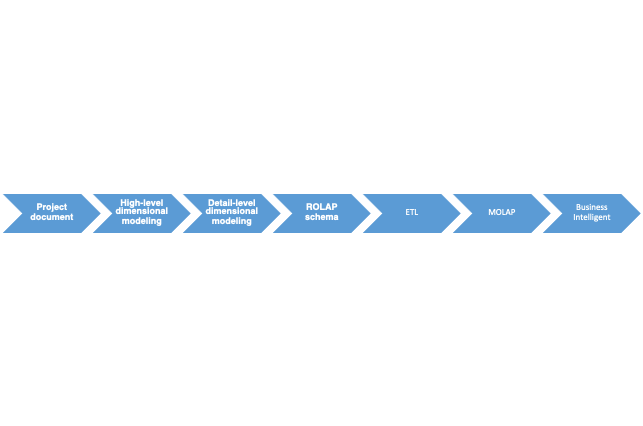 Project
document
High-level
dimensional
modeling
Detail-level
dimensional
modeling
ROLAP
schema
ETL
MOLAP
Business
Intelligent